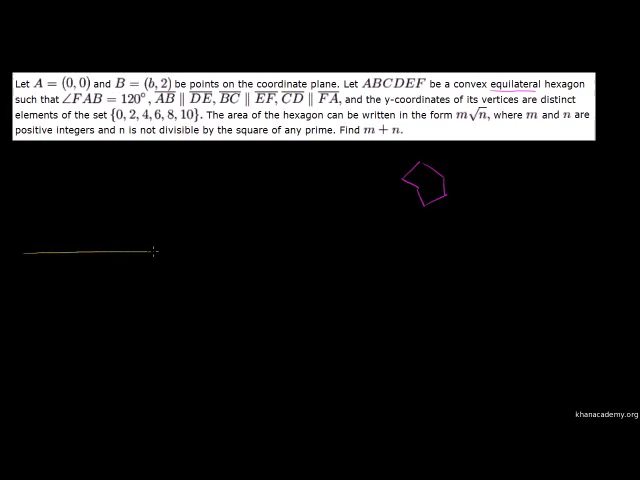 Let A = (0, 0) and B = (b, 2) be points on the coordinate plane. Let ABCDEF be a convex equilateral hexagon
such that ∠FAB = 120°, AB ∥ DE, BC ∥ EF, CD ∥ FA, and the y-coordinates of its vertices are distinct
elements of the set {0, 2, 4, 6, 8, 10}. The area of the hexagon can be written in the form m√n, where m and n are
positive integers and n is not divisible by the square of any prime. Find m + n.
khanacademy.org